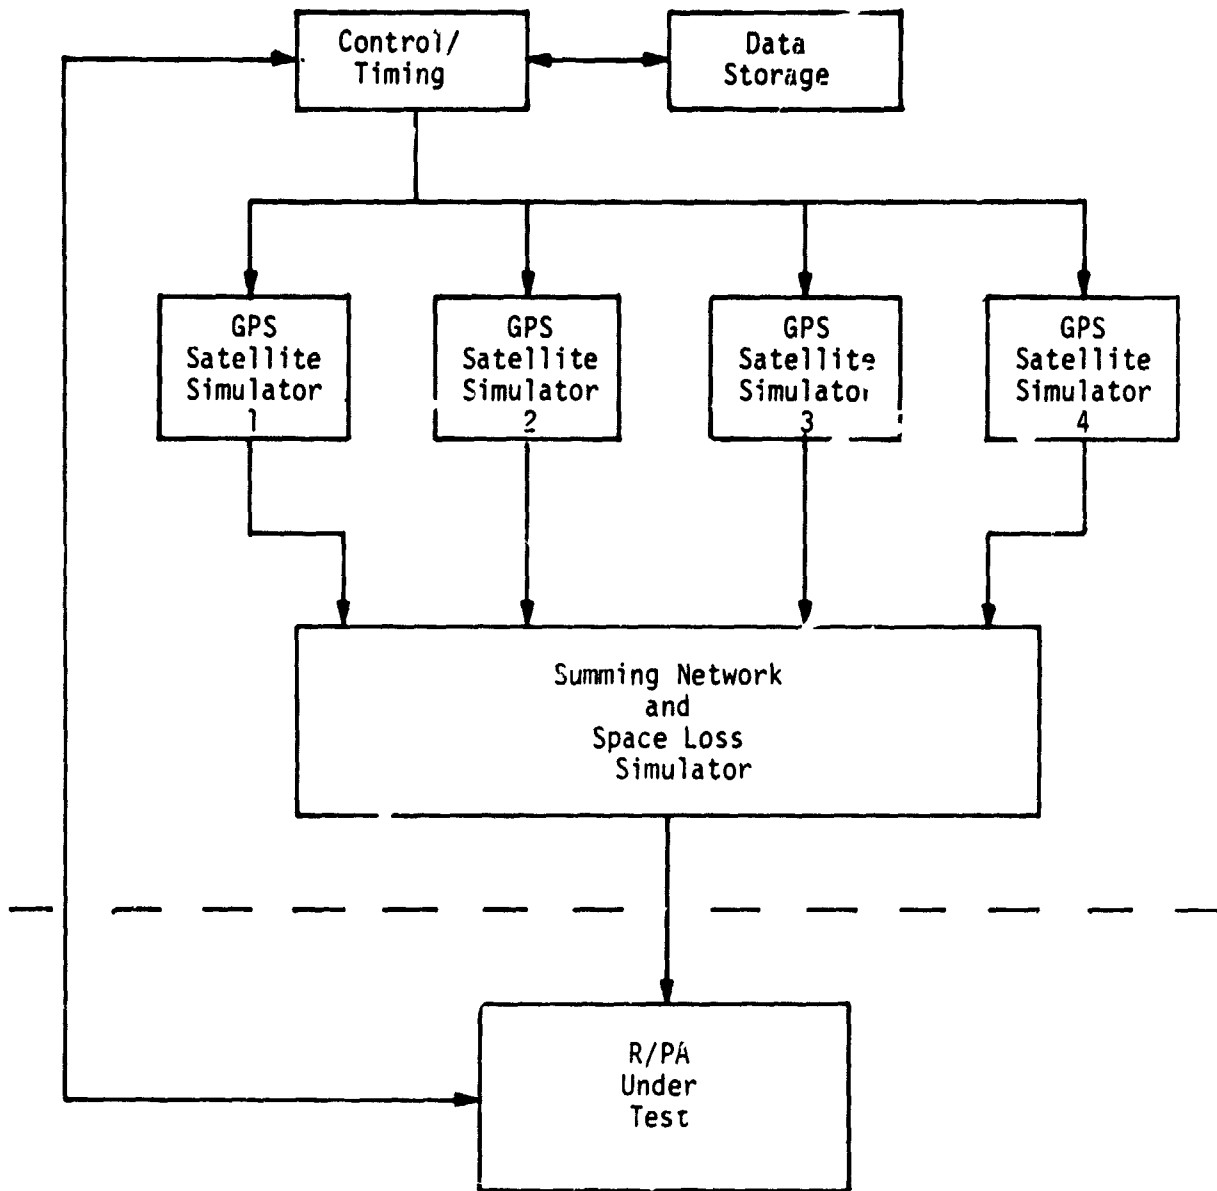 Control/
Timing
Data
Storage
GPS
Satellite
Simulator
1
GPS
Satellite
Simulator
2
GPS
Satellite
Simulator
3
GPS
Satellite
Simulator
4
Summing Network
and
Space Loss
Simulator
R/PA
Under
Test